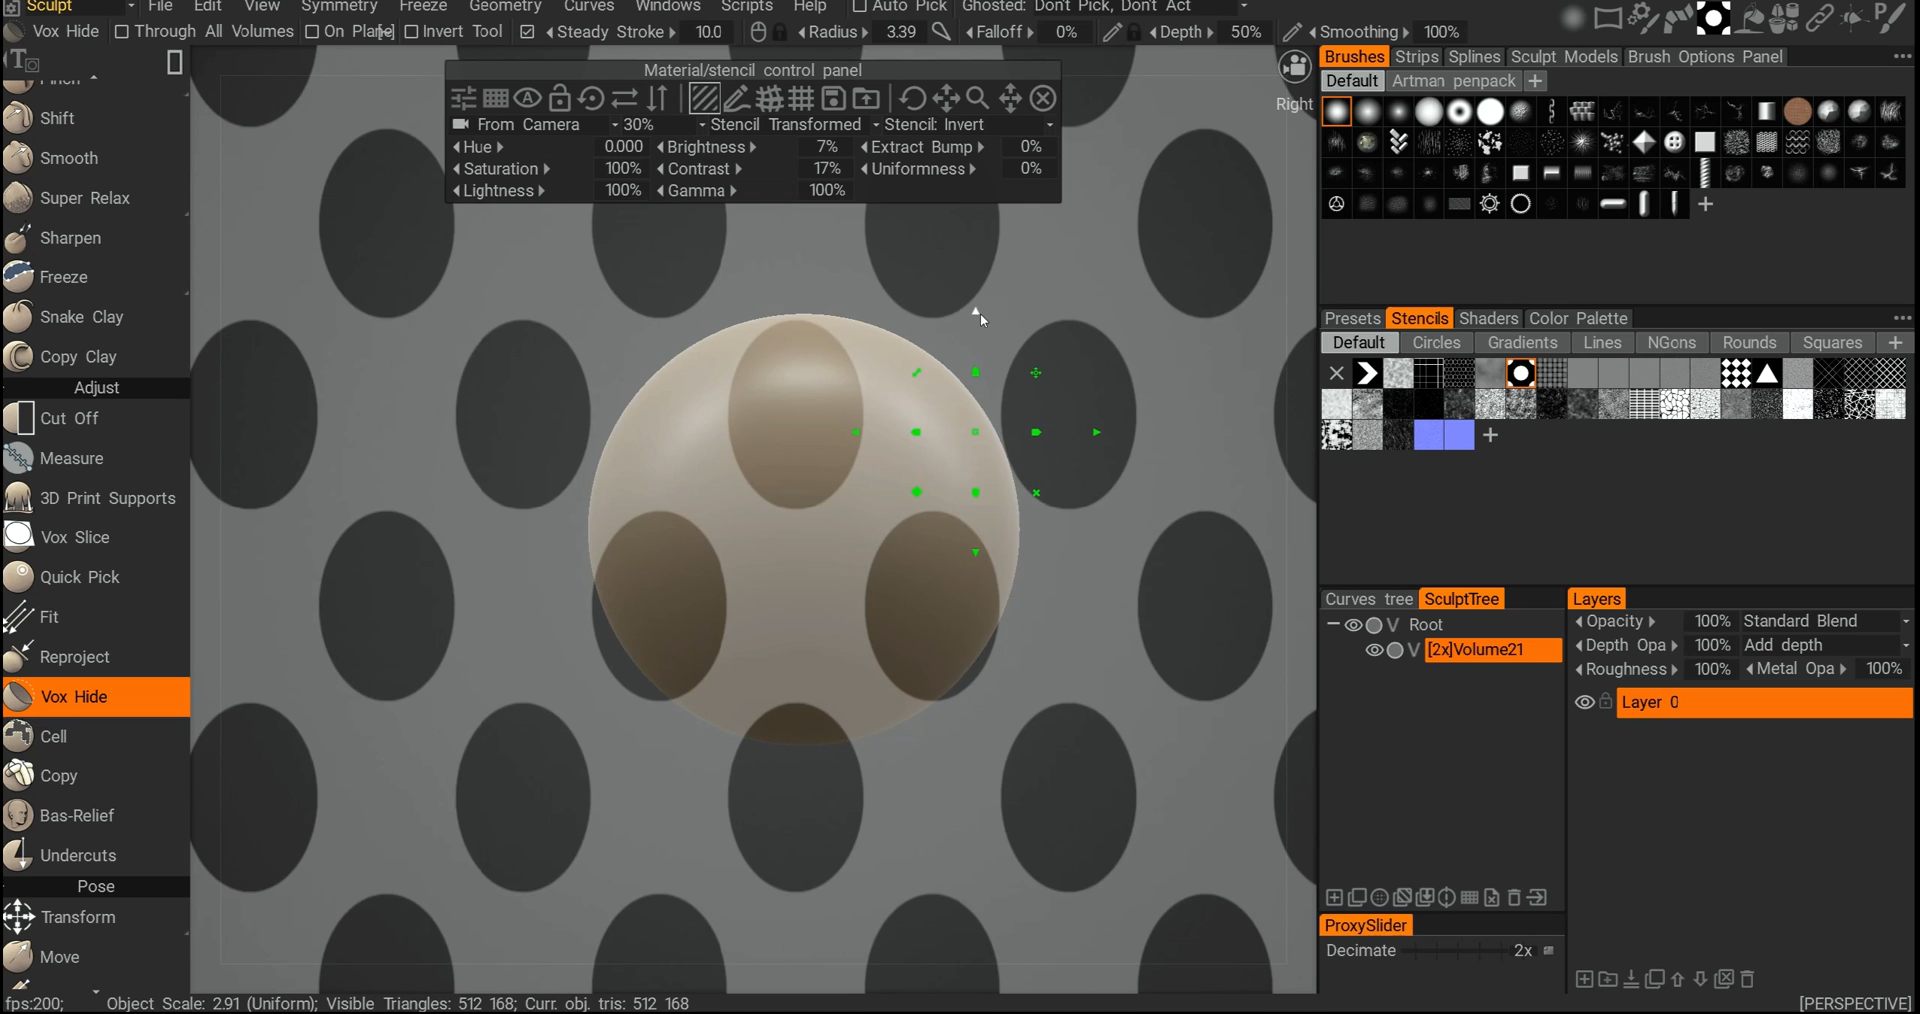 Sculpt File Edit View Symmetry Freeze Geometry Curves Windows Scripts Help Auto Pick Ghosted: Don't Pick, Don't Act
Vox Hide Through All Volumes On Plane Invert Tool Steady Stroke 10.0 Radius 3.39 Falloff 0% Depth 50% Smoothing 100%
Pinch
Shift
Smooth
Super Relax
Sharpen
Freeze
Snake Clay
Copy Clay
Adjust
Cut Off
Measure
3D Print Supports
Vox Slice
Quick Pick
Fit
Reproject
Vox Hide
Cell
Copy
Bas-Relief
Undercuts
Pose
Transform
Move
Material/stencil control panel
From Camera 30% Stencil Transformed Stencil: Invert
Hue 0.000 Brightness 7% Extract Bump 0%
Saturation 100% Contrast 17% Uniformness 0%
Lightness 100% Gamma 100%
Right
Brushes Strips Splines Sculpt Models Brush Options Panel
Default Artman penpack
Presets Stencils Shaders Color Palette
Default Circles Gradients Lines NGons Rounds Squares
Curves tree SculptTree
Root
[2x]Volume21
ProxySlider
Decimate 2x
Layers
Opacity 100% Standard Blend
Depth Opa 100% Add depth
Roughness 100% Metal Opa 100%
Layer 0
fps:200; Object Scale: 2.91 (Uniform); Visible Triangles: 512 168; Curr. obj. tris: 512 168
[PERSPECTIVE]